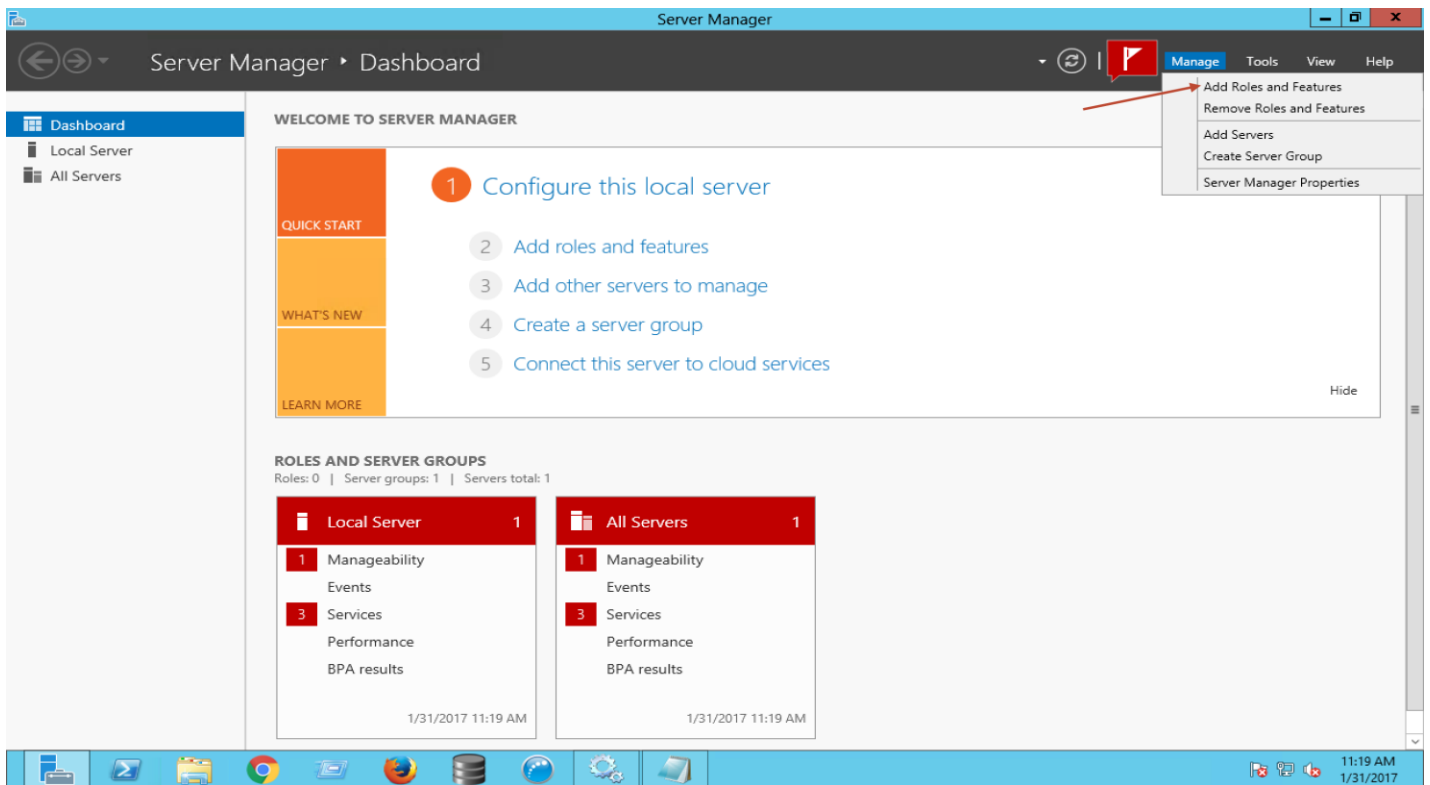 Server Manager
Server Manager ‣ Dashboard
Manage Tools View Help
Add Roles and Features
Remove Roles and Features
Add Servers
Create Server Group
Server Manager Properties
Dashboard
Local Server
All Servers
WELCOME TO SERVER MANAGER
QUICK START
WHAT'S NEW
LEARN MORE
1 Configure this local server
2 Add roles and features
3 Add other servers to manage
4 Create a server group
5 Connect this server to cloud services
Hide
ROLES AND SERVER GROUPS
Roles: 0 | Server groups: 1 | Servers total: 1
Local Server 1
1 Manageability
Events
3 Services
Performance
BPA results
1/31/2017 11:19 AM
All Servers 1
1 Manageability
Events
3 Services
Performance
BPA results
1/31/2017 11:19 AM
11:19 AM
1/31/2017